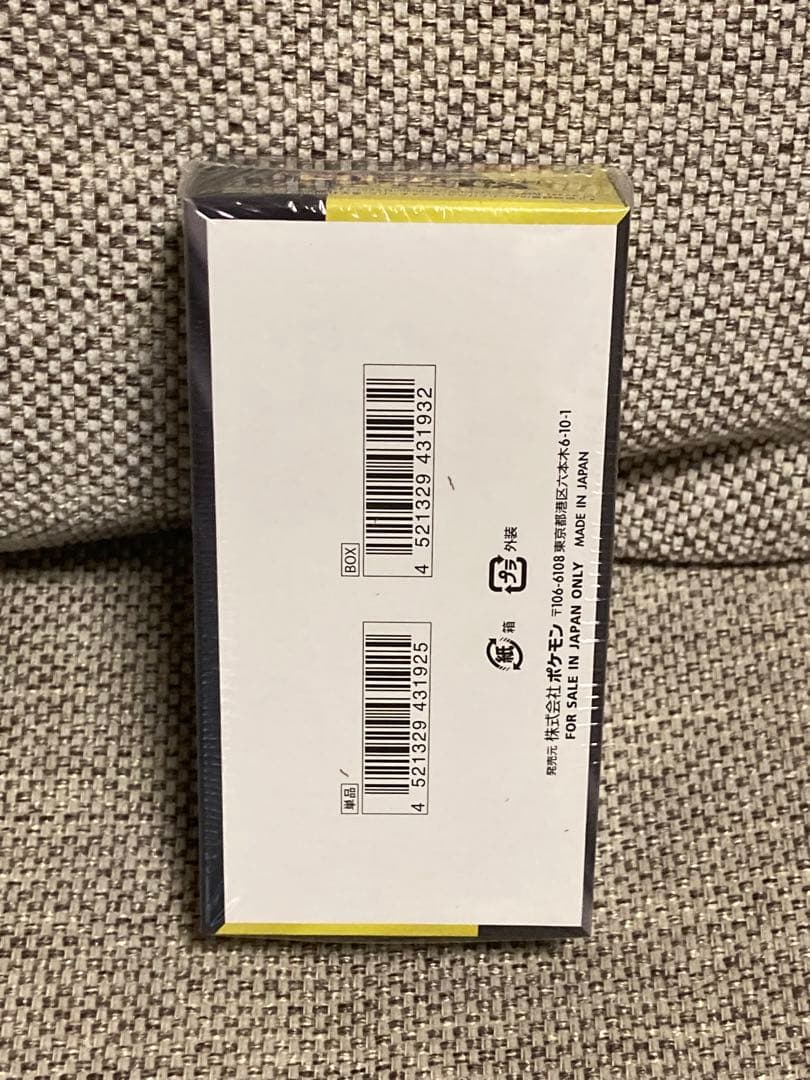 単品
4 521329 431925
BOX
4 521329 431932
紙 箱
プラ 外装
発売元 株式会社 ポケモン 〒106-6108 東京都港区六本木6-10-1
FOR SALE IN JAPAN ONLY MADE IN JAPAN